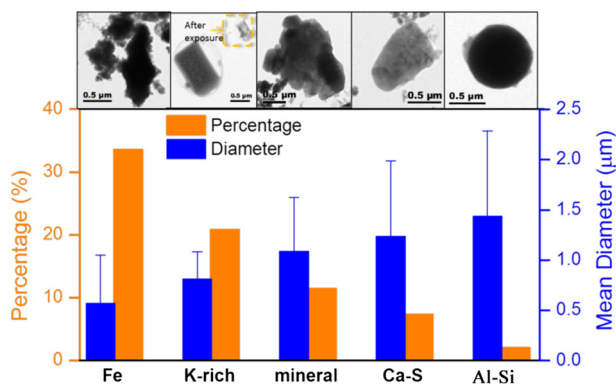 After
exposure
0.5 µm
0.5 µm
0.5 µm
0.5 µm
0.5 µm
Percentage
Diameter
Percentage (%)
40
30
20
10
0
2.5
2.0
1.5
1.0
0.5
0.0
Mean Diameter (µm)
Fe
K-rich
mineral
Ca-S
Al-Si